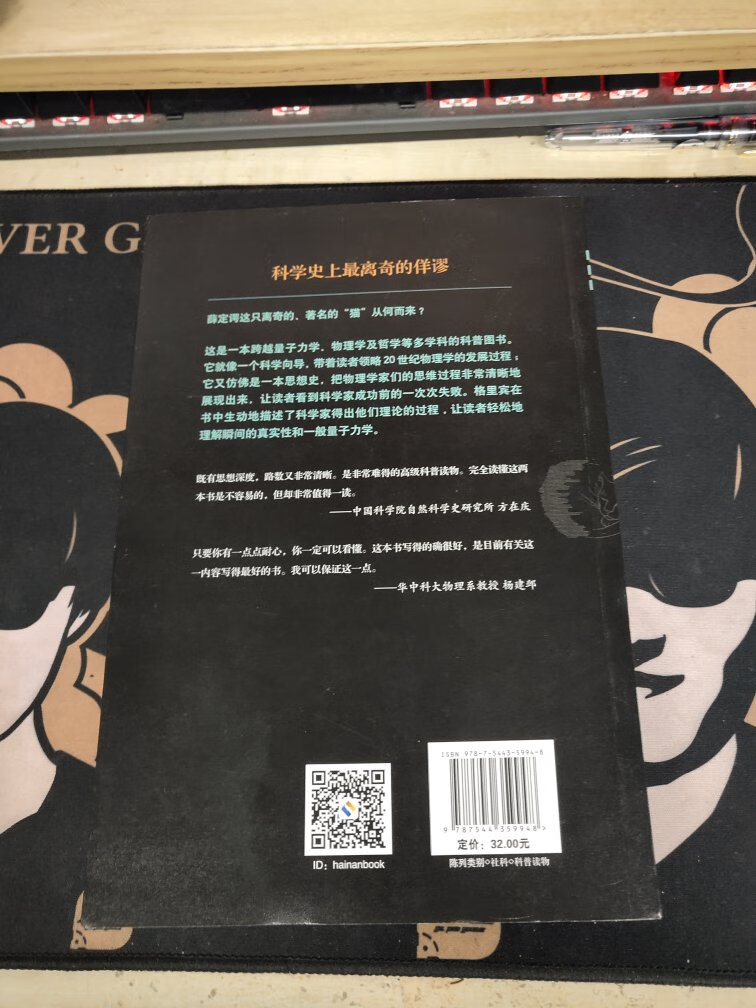 VER G
科学史上最离奇的佯谬
薛定谔这只离奇的、著名的“猫”从何而来？
这是一本跨越量子力学、物理学及哲学等多学科的科普图书。
它就像一个科学向导，带着读者领略20世纪物理学的发展过程；
它又仿佛是一本思想史，把物理学家们的思维过程非常清晰地
展现出来，让读者看到科学家成功前的一次次失败。格里宾在
书中生动地描述了科学家得出他们理论的过程，让读者轻松地
理解瞬间的真实性和一般量子力学。
既有思想深度，路数又非常清晰。是非常难得的高级科普读物。完全读懂这两
本书是不容易的，但却非常值得一读。
——中国科学院自然科学史研究所 方在庆
只要你有一点点耐心，你一定可以看懂。这本书写得的确很好，是目前有关这
一内容写得最好的书。我可以保证这一点。
——华中科大物理系教授 杨建邺
ISBN 978-7-5443-5994-8
9 787544 359948>
定价：32.00元
ID：hainanbook
陈列类别◇社科◇科普读物